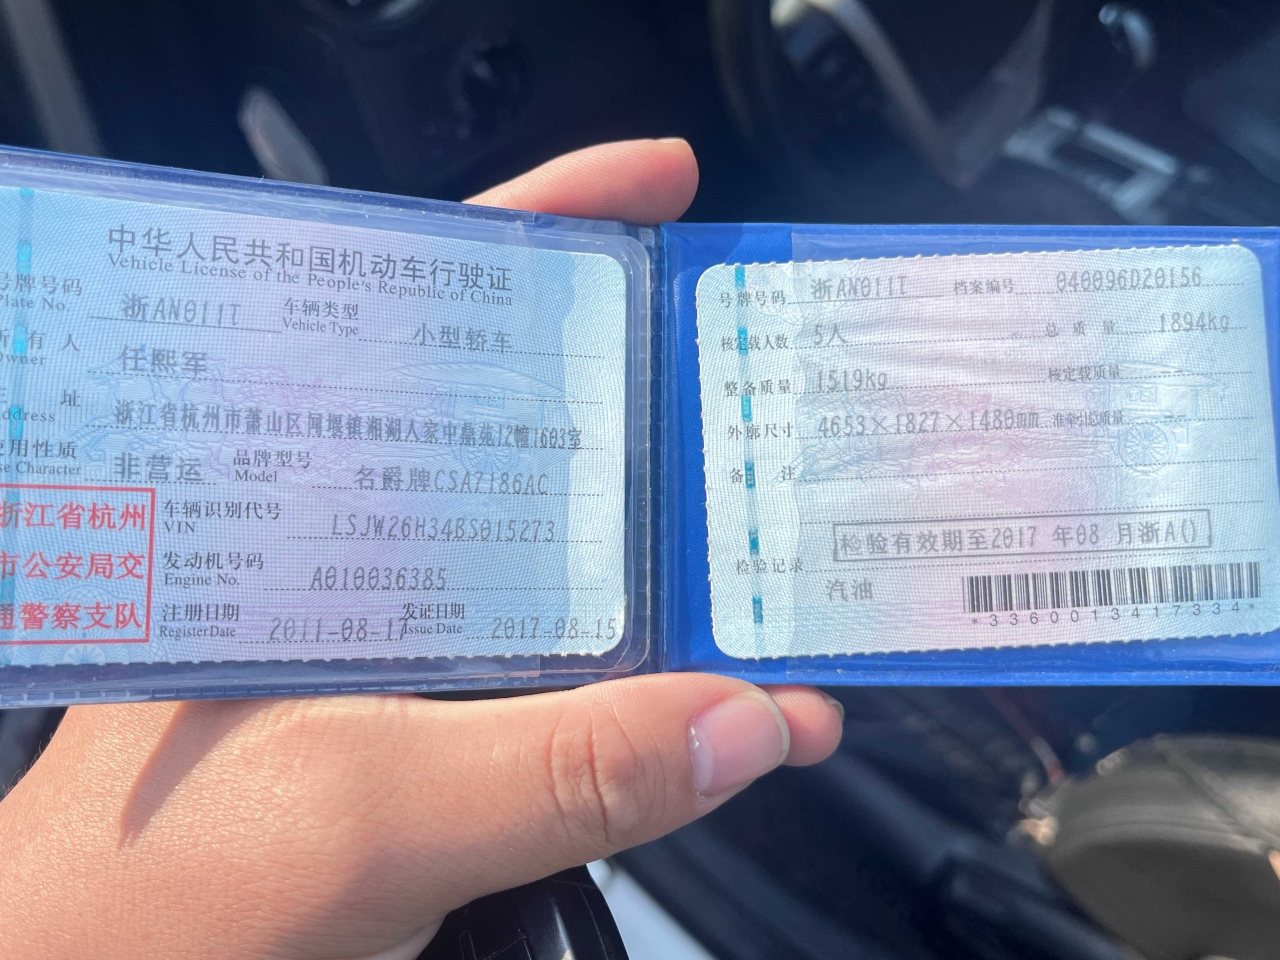 中华人民共和国机动车行驶证
Vehicle License of the People's Republic of China
号牌号码 浙AN011T 车辆类型 小型轿车
Plate No. Vehicle Type
所有人 任熙军
Owner
址 浙江省杭州市萧山区闻堰镇湘湖人家中鼎苑12幢1603室
Address
使用性质 非营运 品牌型号 名爵牌CSA7186AC
Use Character Model
浙江省杭州
市公安局交
通警察支队
车辆识别代号 LSJW26H34BS015273
VIN
发动机号码 A010036385
Engine No.
注册日期 2011-08-17 发证日期 2017-08-15
Register Date Issue Date
号牌号码 浙AN011T 档案编号 040096D20156
核定载人数 5人 总质量 1894kg
整备质量 1519kg 核定载质量 --
外廓尺寸 4653×1827×1480mm 准牵引总质量 --
备注
检验有效期至2017 年08 月浙A()
检验记录
汽油
*3360013417334*